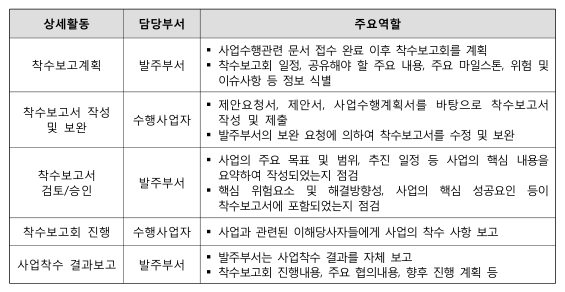 상세활동 담당부서 주요역할
착수보고계획 발주부서
▪ 사업수행관련 문서 접수 완료 이후 착수보고회를 계획
▪ 착수보고회 일정, 공유해야 할 주요 내용, 주요 마일스톤, 위험 및
이슈사항 등 정보 식별
착수보고서 작성
및 보완
수행사업자
▪ 제안요청서, 제안서, 사업수행계획서를 바탕으로 착수보고서
작성 및 제출
▪ 발주부서의 보완 요청에 의하여 착수보고서를 수정 및 보완
착수보고서
검토/승인
발주부서
▪ 사업의 주요 목표 및 범위, 추진 일정 등 사업의 핵심 내용을
요약하여 작성되었는지 점검
▪ 핵심 위험요소 및 해결방향성, 사업의 핵심 성공요인 등이
착수보고서에 포함되었는지 점검
착수보고회 진행 수행사업자
▪ 사업과 관련된 이해당사자들에게 사업의 착수 사항 보고
사업착수 결과보고 발주부서
▪ 발주부서는 사업착수 결과를 자체 보고
▪ 착수보고회 진행내용, 주요 협의내용, 향후 진행 계획 등